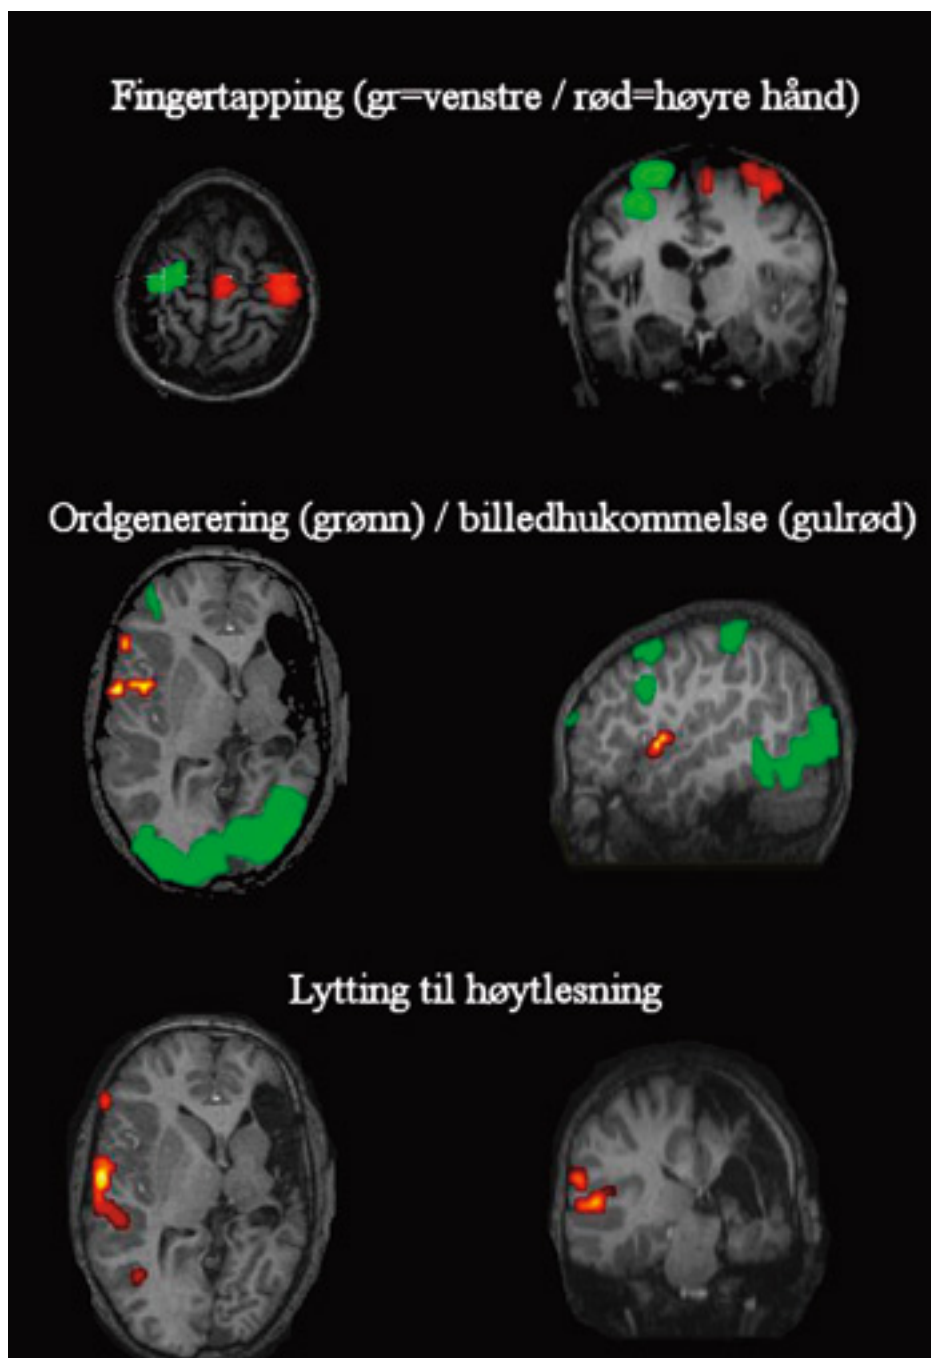 Fingertapping (gr=venstre / rød=høyre hånd)
Ordgenerering (grønn) / billedhukommelse (gulrød)
Lytting til høytlesning